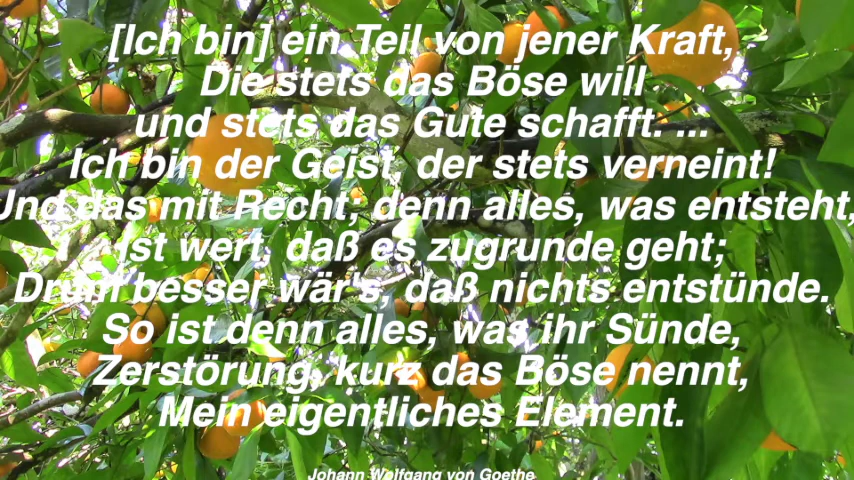 [Ich bin] ein Teil von jener Kraft,
Die stets das Böse will
und stets das Gute schafft. ...
Ich bin der Geist, der stets verneint!
Und das mit Recht; denn alles, was entsteht,
Ist wert, daß es zugrunde geht;
Drum besser wär's, daß nichts entstünde.
So ist denn alles, was ihr Sünde,
Zerstörung, kurz das Böse nennt,
Mein eigentliches Element.
Johann Wolfgang von Goethe